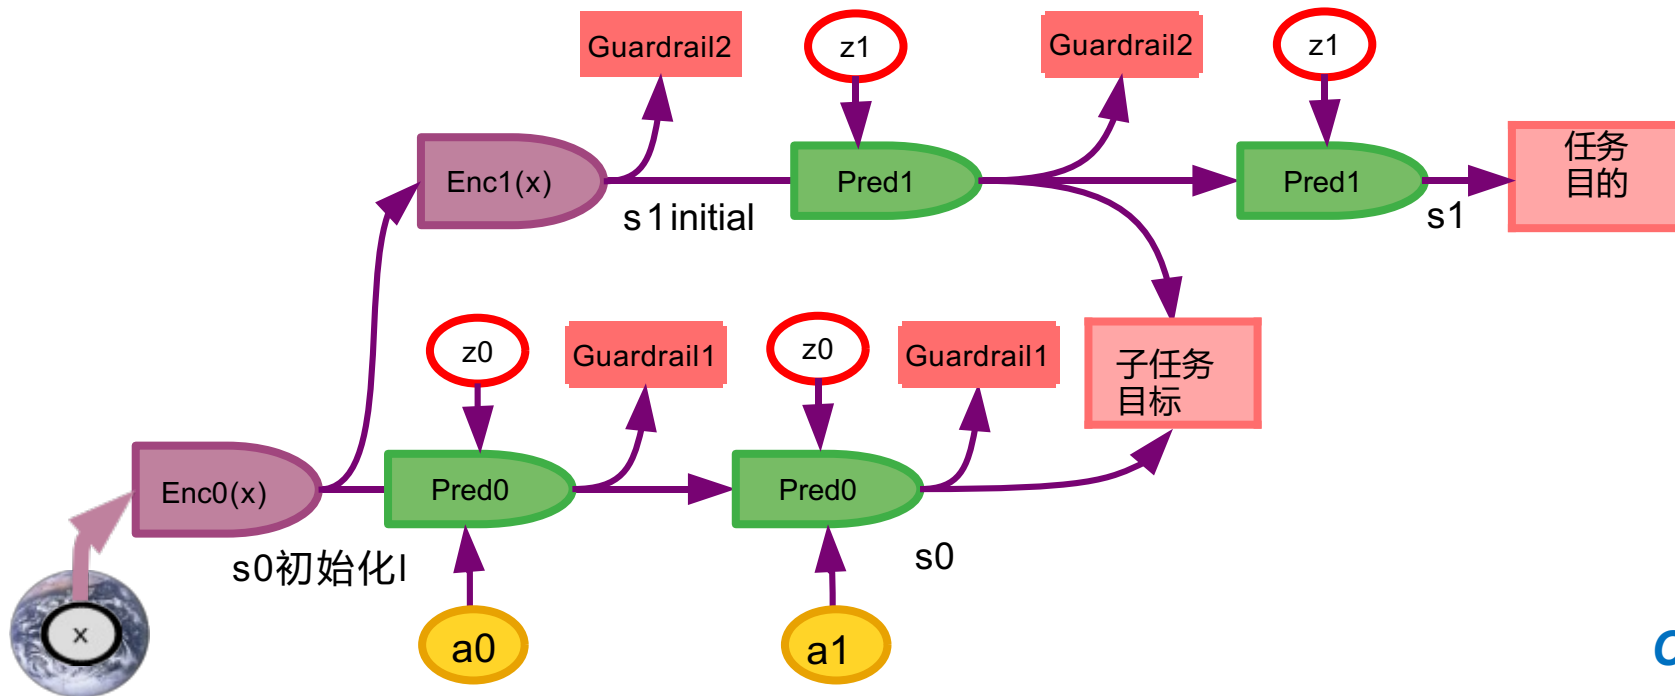 Guardrail2
z1
Guardrail2
z1
Enc1(x)
Pred1
Pred1
任务
目的
s1initial
s1
z0
Guardrail1
z0
Guardrail1
子任务
目标
Enc0(x)
Pred0
Pred0
s0初始化l
s0
x
a0
a1
C